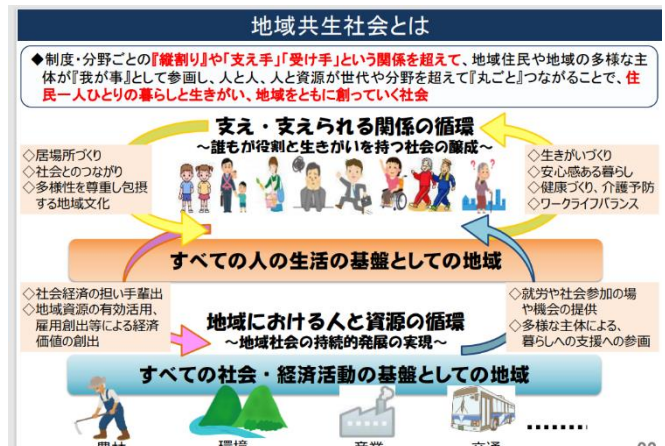 地域共生社会とは
◆制度・分野ごとの『縦割り』や「支え手」「受け手」という関係を超えて、地域住民や地域の多様な主
体が『我が事』として参画し、人と人、人と資源が世代や分野を超えて『丸ごと』つながることで、住
民一人ひとりの暮らしと生きがい、地域をともに創っていく社会
支え・支えられる関係の循環
~誰もが役割と生きがいを持つ社会の醸成~
◇居場所づくり
◇社会とのつながり
◇多様性を尊重し包摂
する地域文化
◇生きがいづくり
◇安心感ある暮らし
◇健康づくり、介護予防
◇ワークライフバランス
すべての人の生活の基盤としての地域
◇社会経済の担い手輩出
◇地域資源の有効活用、
雇用創出等による経済
価値の創出
地域における人と資源の循環
~地域社会の持続的発展の実現~
◇就労や社会参加の場
や機会の提供
◇多様な主体による、
暮らしへの支援への参画
すべての社会・経済活動の基盤としての地域
農林 環境 産業 交通 ………